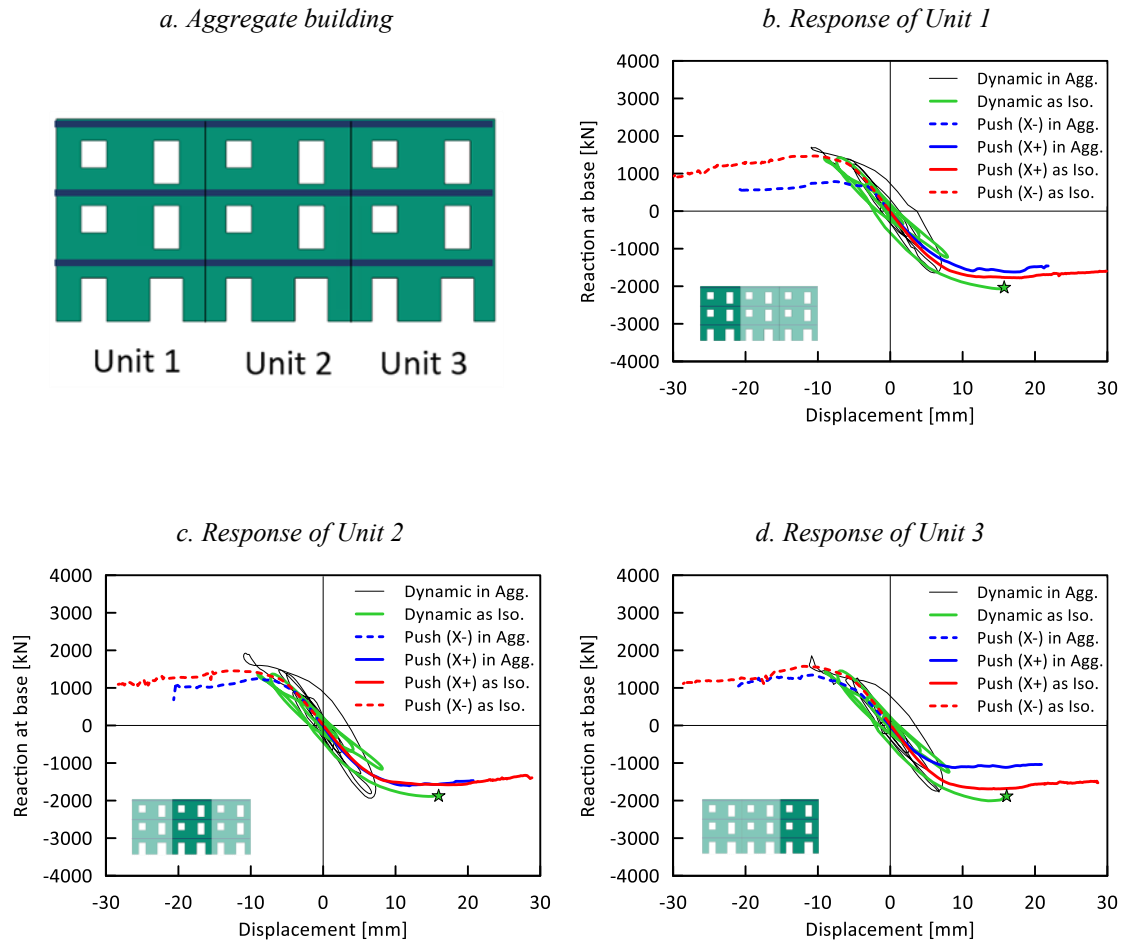 a. Aggregate building
Unit 1
Unit 2
Unit 3
b. Response of Unit 1
Reaction at base [kN]
4000
3000
2000
1000
0
-1000
-2000
-3000
-4000
Dynamic in Agg.
Dynamic as Iso.
Push (X-) in Agg.
Push (X+) in Agg.
Push (X+) as Iso.
Push (X-) as Iso.
-30 -20 -10 0 10 20 30
Displacement [mm]
c. Response of Unit 2
Reaction at base [kN]
4000
3000
2000
1000
0
-1000
-2000
-3000
-4000
Dynamic in Agg.
Dynamic as Iso.
Push (X-) in Agg.
Push (X+) in Agg.
Push (X+) as Iso.
Push (X-) as Iso.
-30 -20 -10 0 10 20 30
Displacement [mm]
d. Response of Unit 3
Reaction at base [kN]
4000
3000
2000
1000
0
-1000
-2000
-3000
-4000
Dynamic in Agg.
Dynamic as Iso.
Push (X-) in Agg.
Push (X+) in Agg.
Push (X+) as Iso.
Push (X-) as Iso.
-30 -20 -10 0 10 20 30
Displacement [mm]